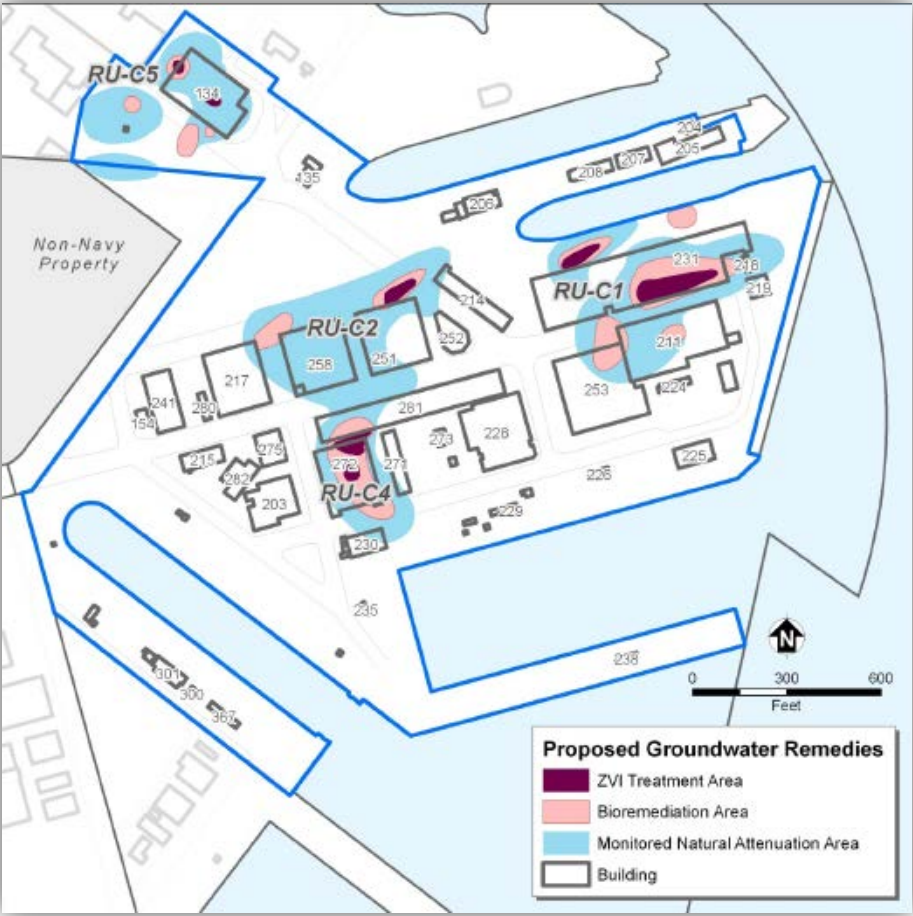 RU-C5
134
135
204
205
207
208
206
Non-Navy
Property
231
218
219
RU-C1
214
RU-C2
252
211
258
251
217
253
224
241
280
154
281
273
228
275
215
272
271
225
282
226
RU-C4
203
229
230
235
238
N
301
300
367
0 300 600
Feet
Proposed Groundwater Remedies
ZVI Treatment Area
Bioremediation Area
Monitored Natural Attenuation Area
Building